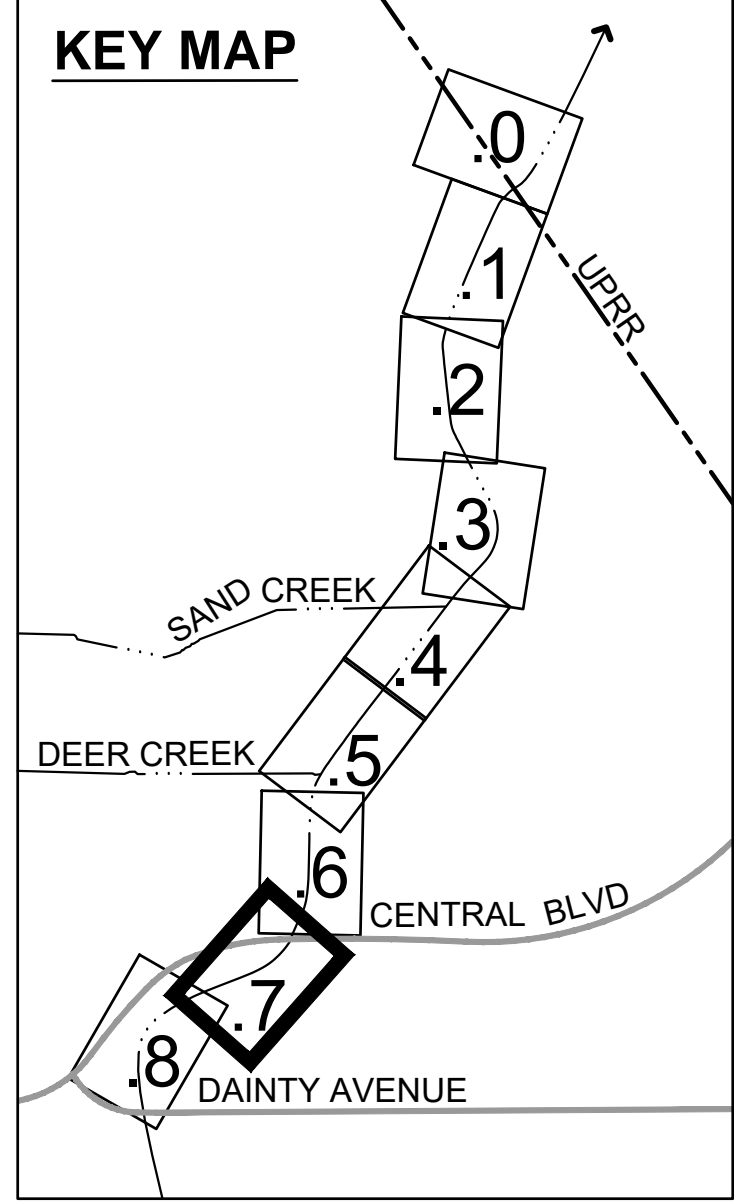 KEY MAP
.0
.1
UPRR
.2
.3
SAND CREEK
.4
DEER CREEK
.5
.6
CENTRAL BLVD
.7
.8
DAINTY AVENUE